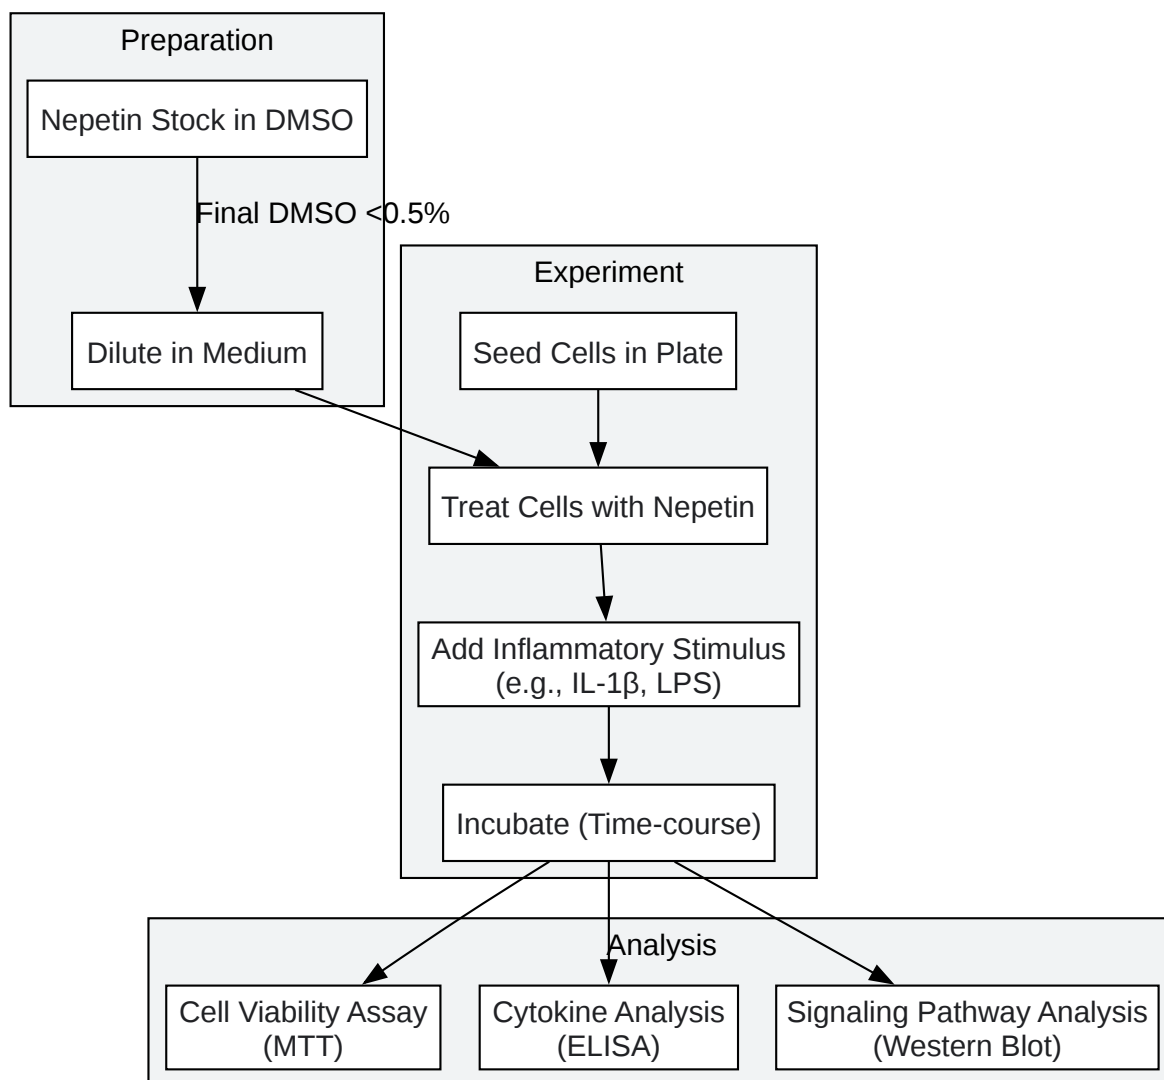 Preparation
Nepetin Stock in DMSO
Final DMSO <0.5%
Dilute in Medium
Experiment
Seed Cells in Plate
Treat Cells with Nepetin
Add Inflammatory Stimulus
(e.g., IL-1β, LPS)
Incubate (Time-course)
Analysis
Cell Viability Assay
(MTT)
Cytokine Analysis
(ELISA)
Signaling Pathway Analysis
(Western Blot)